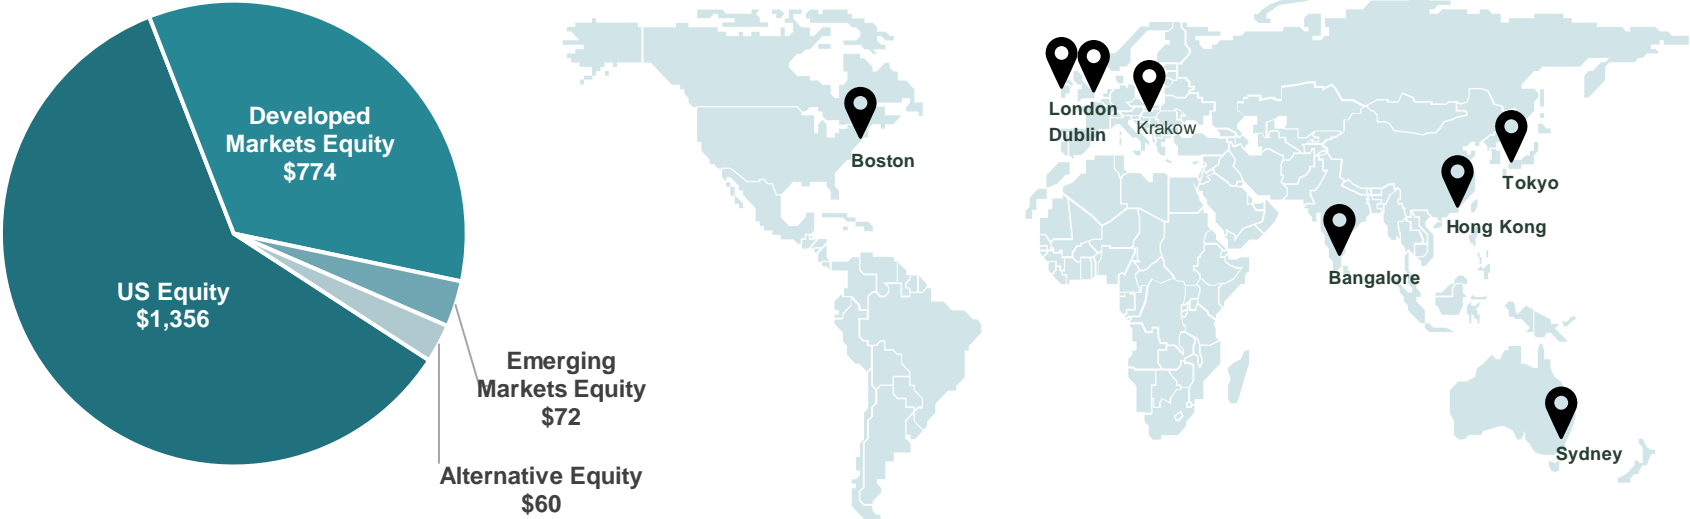 Developed
Markets Equity
$774
US Equity
$1,356
Emerging
Markets Equity
$72
Alternative Equity
$60
Boston
London
Dublin
Krakow
Tokyo
Hong Kong
Bangalore
Sydney